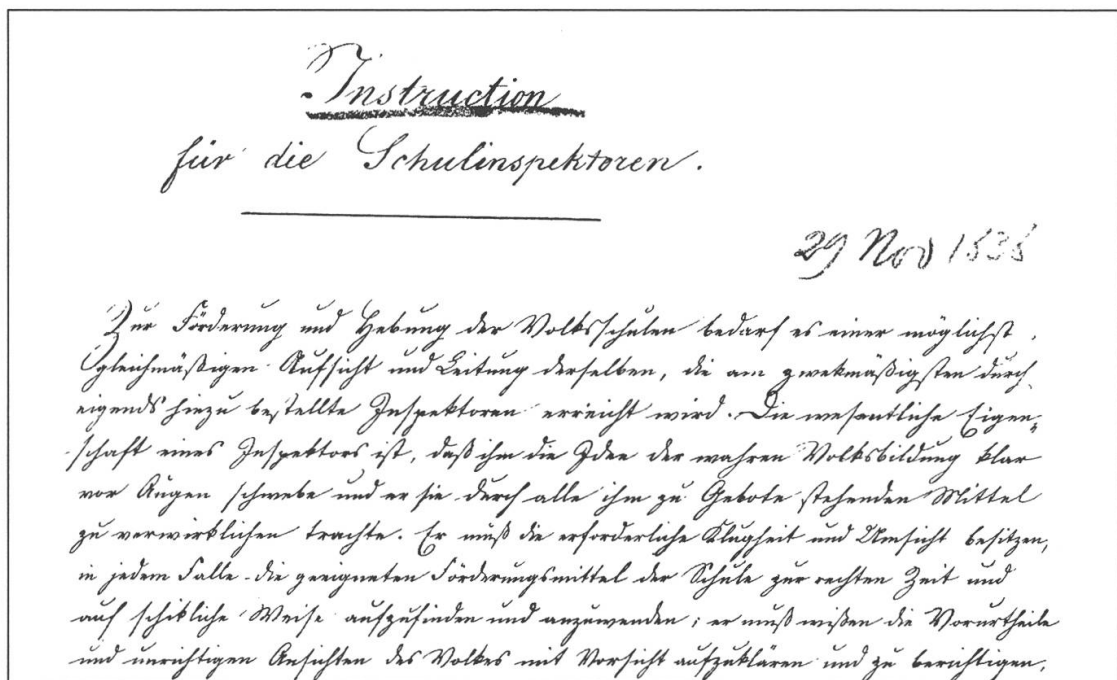 Instruction
für die Schulinspektoren.
29 Nov 1838
Zur Förderung und Hebung der Volksschulen bedarf es einer möglichst
gleichmäßigen Aufsicht und Leitung derselben, die am zwekmäßigsten durch
eigends hinzu bestellte Inspektoren erreicht wird. Die wesentliche Eigen-
schaft eines Inspektors ist, daß ihm die Idee der wahren Volksbildung klar
vor Augen schwebe und er sie durch alle ihm zu Gebote stehenden Mittel
zu verwirklichen trachte. Er muß die erforderliche Klugheit und Umsicht besitzen,
in jedem Falle die geeigneten Förderungsmittel der Schule zur rechten Zeit und
auf schikliche Weise aufzufinden und anzuwenden; er muß wißen die Vorurtheile
und unrichtigen Ansichten des Volkes mit Vorsicht aufzuklären und zu berichtigen,